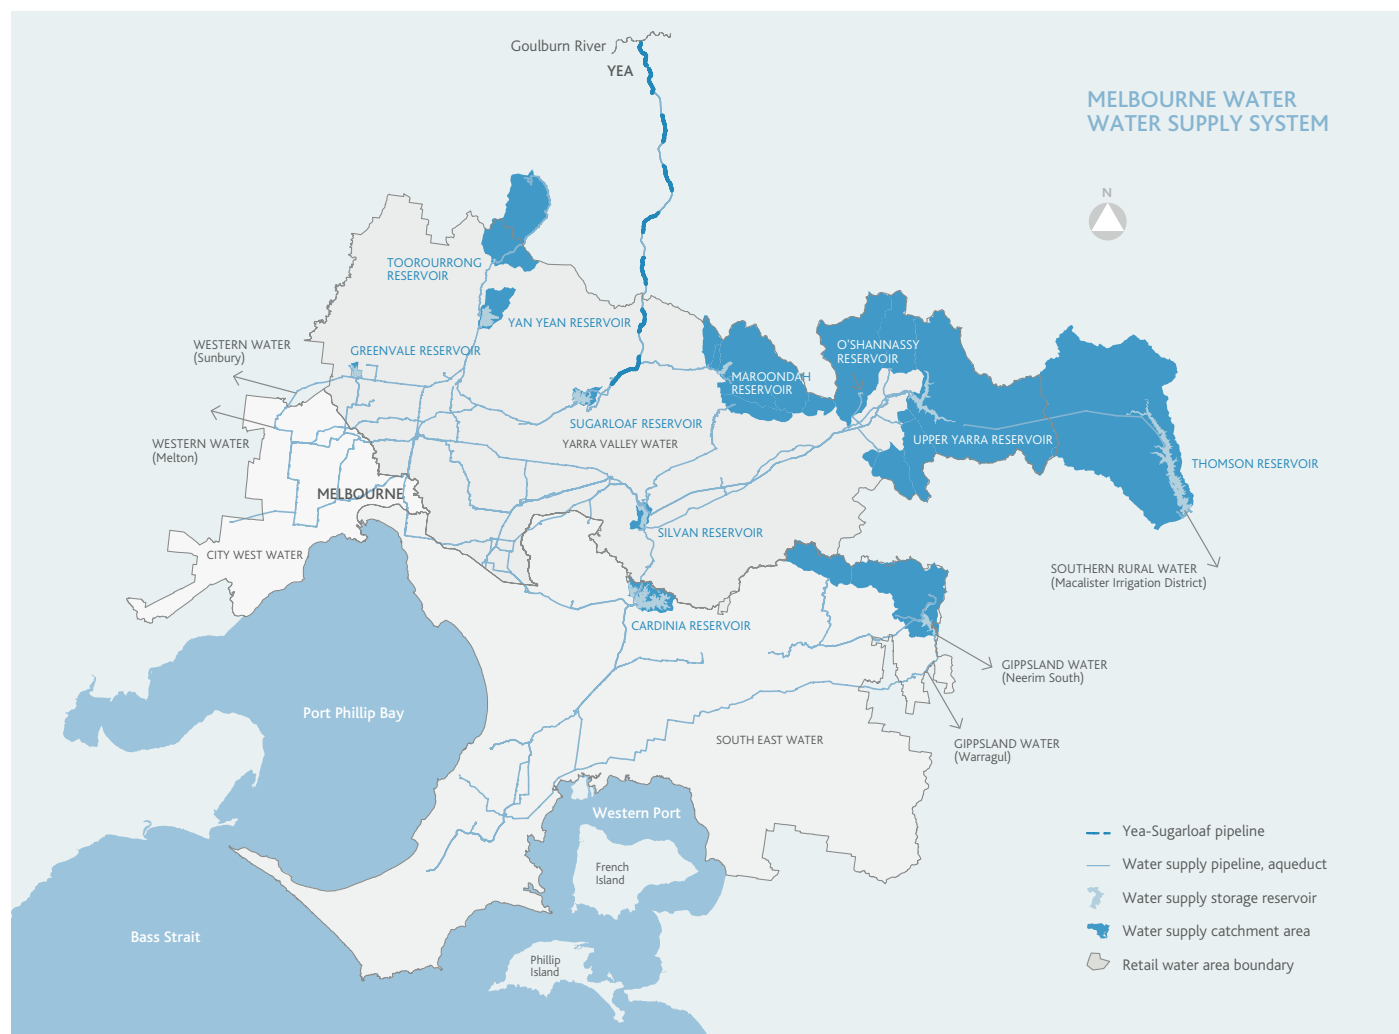 Goulburn River
YEA
MELBOURNE WATER
WATER SUPPLY SYSTEM
N
TOOROURRONG
RESERVOIR
YAN YEAN RESERVOIR
WESTERN WATER
(Sunbury)
GREENVALE RESERVOIR
O'SHANNASSY
RESERVOIR
MAROONDAH
RESERVOIR
SUGARLOAF RESERVOIR
YARRA VALLEY WATER
UPPER YARRA RESERVOIR
WESTERN WATER
(Melton)
THOMSON RESERVOIR
MELBOURNE
SILVAN RESERVOIR
CITY WEST WATER
SOUTHERN RURAL WATER
(Macalister Irrigation District)
CARDINIA RESERVOIR
GIPPSLAND WATER
(Neerim South)
Port Phillip Bay
SOUTH EAST WATER
GIPPSLAND WATER
(Warragul)
Western Port
French
Island
Bass Strait
Phillip
Island
Yea-Sugarloaf pipeline
Water supply pipeline, aqueduct
Water supply storage reservoir
Water supply catchment area
Retail water area boundary